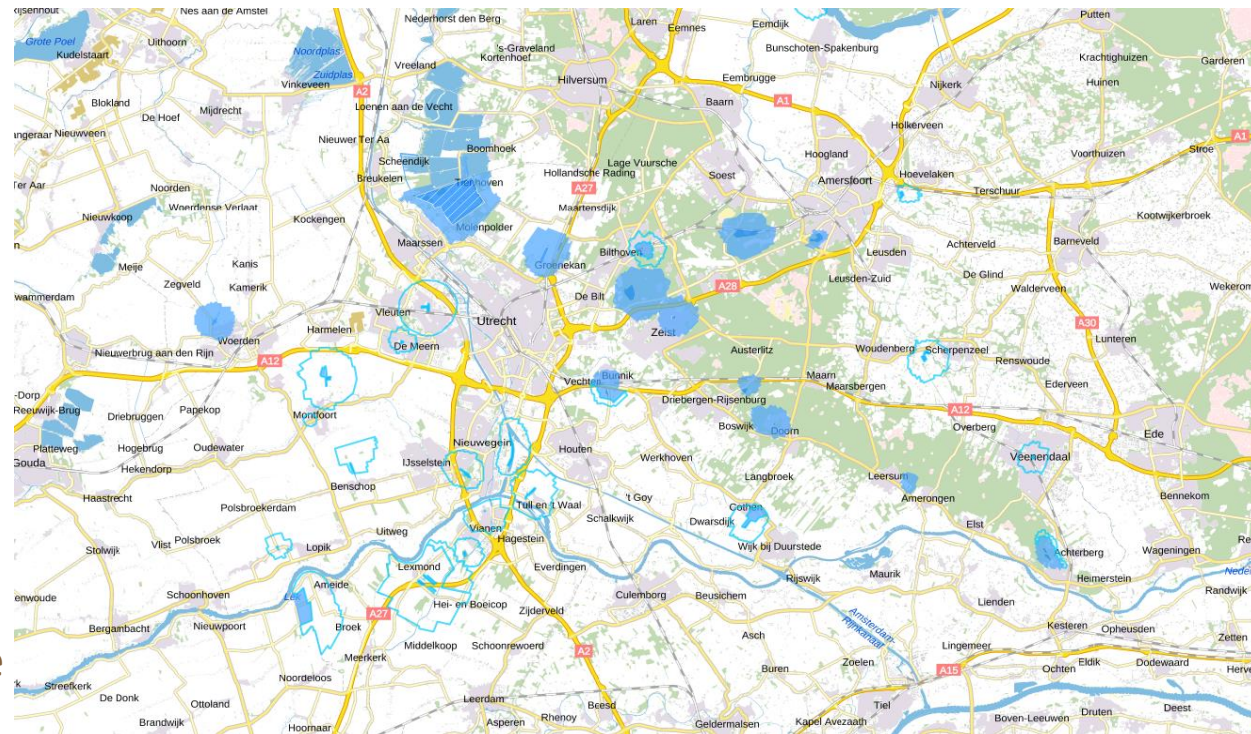 Nes aan de Amstel
Nederhorst den Berg
Laren
Eemnes
Eemdijk
Putten
Grote Poel
Uithoorn
Kudelstaart
Noordplas
's-Graveland
Kortenhoef
Bunschoten-Spakenburg
Krachtighuizen
Garderen
Zuidplas
Vinkeveen
Vreeland
Hilversum
Eembrugge
Huinen
Nijkerk
A2
Blokland
Mijdrecht
Loenen aan de Vecht
Baarn
A1
De Hoef
Holkerveen
Nieuwveen
Nieuwer Ter Aa
Boomhoek
A1
Stroe
Scheendijk
Lage Vuursche
Hoogland
Voorthuizen
Ter Aar
Noorden
Breukelen
Tienhoven
Hollandsche Rading
Soest
Amersfoort
Hoevelaken
A27
Terschuur
Nieuwkoop
Woerdense Verlaat
Kockengen
Maartensdijk
Kootwijkerbroek
Molenpolder
Maarssen
Bilthoven
Achterveld
Barneveld
Meije
Kanis
Groenekan
Leusden
Zegveld
Kamerik
De Bilt
A28
Leusden-Zuid
De Glind
Walderveen
Vleuten
Utrecht
A30
Woerden
Harmelen
De Meern
Zeist
Austerlitz
Woudenberg
Scherpenzeel
Lunteren
Nieuwerbrug aan den Rijn
A12
Renswoude
Vechten
Bunnik
Maarn
Maarsbergen
Ederveen
Reeuwijk-Brug
Driebruggen
Papekop
Montfoort
Driebergen-Rijsenburg
A12
Platteweg
Hogebrug
Oudewater
Nieuwegein
Boswijk
Doorn
Overberg
Ede
Gouda
Hekendorp
IJsselstein
Houten
Werkhoven
Veenendaal
Benschop
Langbroek
Leersum
Haastrecht
't Goy
Amerongen
Bennekom
Polsbroekerdam
Tull en 't Waal
Cothen
Schalkwijk
Dwarsdijk
Elst
Uitweg
Vianen
Stolwijk
Vlist
Polsbroek
Lopik
Hagestein
Wijk bij Duurstede
Achterberg
Wageningen
Lexmond
Everdingen
Maurik
Heimerstein
Ameide
Rijswijk
Schoonhoven
Lek
Culemborg
Beusichem
Lienden
Randwijk
A27
Hei- en Boeicop
Zijderveld
Amsterdam-
Rijnkanaal
Bergambacht
Nieuwpoort
Broek
Kesteren
Opheusden
Zetten
Asch
Middelkoop
Schoonrewoerd
A2
Lingemeer
Meerkerk
Buren
Zoelen
A15
Ochten
Eldik
Dodewaard
Streefkerk
Noordeloos
De Donk
Ottoland
Leerdam
Beesd
Tiel
Druten
Deest
Brandwijk
Hoornaar
Asperen
Rhenoy
Geldermalsen
Kapel Avezaath
Boven-Leeuwen